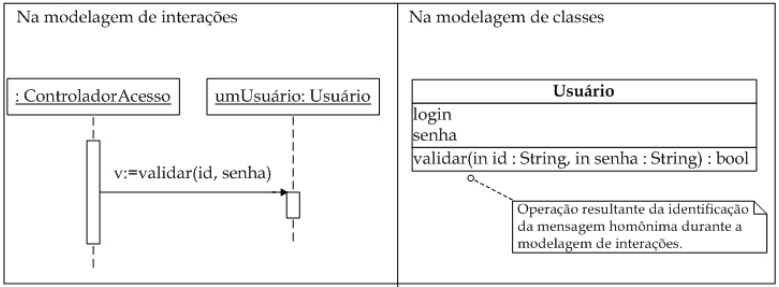 Na modelagem de interações
: ControladorAcesso
umUsuário: Usuário
v:=validar(id, senha)
Na modelagem de classes
Usuário
login
senha
validar(in id : String, in senha : String) : bool
Operação resultante da identificação
da mensagem homônima durante a
modelagem de interações.